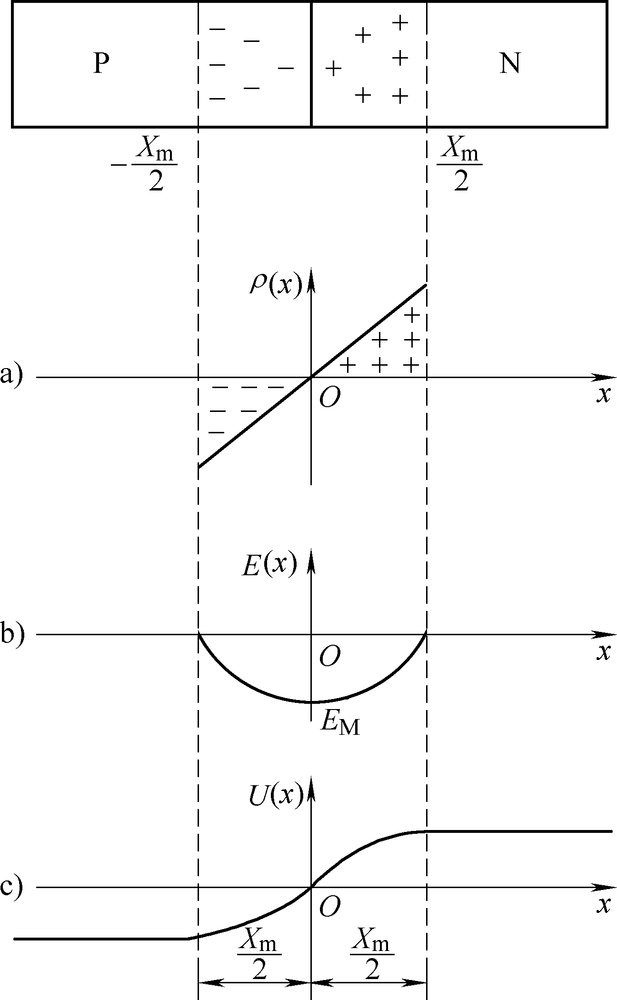 − − − − − − + + + + + +
P N
−Xm/2 Xm/2
ρ(x)
+
+ +
+ + +
a)
O x
− − −
− −
−
E(x)
b)
O x
EM
U(x)
c)
O x
Xm/2 Xm/2